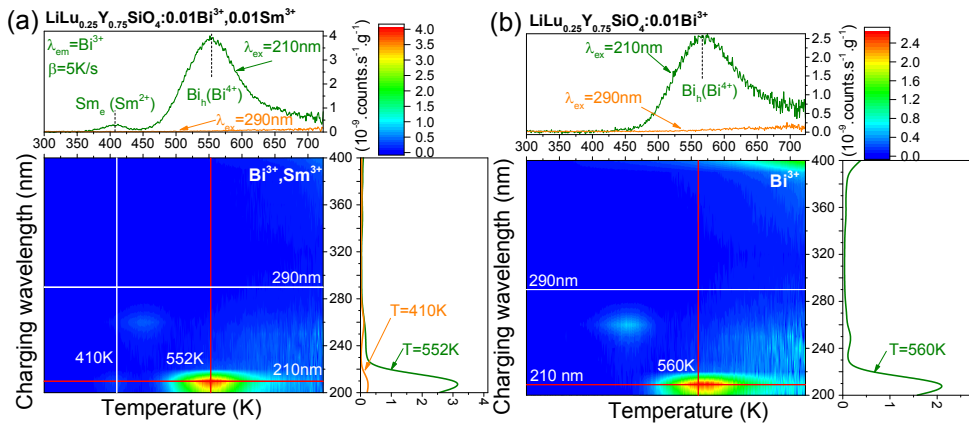 (a) LiLu0.25Y0.75SiO4:0.01Bi3+,0.01Sm3+
λem=Bi3+
β=5K/s
λex=210nm
Sme (Sm2+)
Bih(Bi4+)
λex=290nm
4
3
2
1
0
300 350 400 450 500 550 600 650 700
4.0
3.5
3.0
2.5
2.0
1.5
1.0
0.5
0.0
(10-9.counts.s-1.g-1)
Bi3+,Sm3+
290nm
410K
552K
210nm
Charging wavelength (nm)
Temperature (K)
400
360
320
280
240
200
T=410K
T=552K
0 1 2 3 4
(b) LiLu0.25Y0.75SiO4:0.01Bi3+
λex=210nm
Bih(Bi4+)
λex=290nm
2.5
2.0
1.5
1.0
0.5
0.0
300 350 400 450 500 550 600 650 700
2.4
2.0
1.6
1.2
0.8
0.4
0.0
(10-9.counts.s-1.g-1)
Bi3+
290nm
560K
210 nm
Charging wavelength (nm)
Temperature (K)
400
380
360
340
320
300
280
260
240
220
200
T=560K
0 1 2